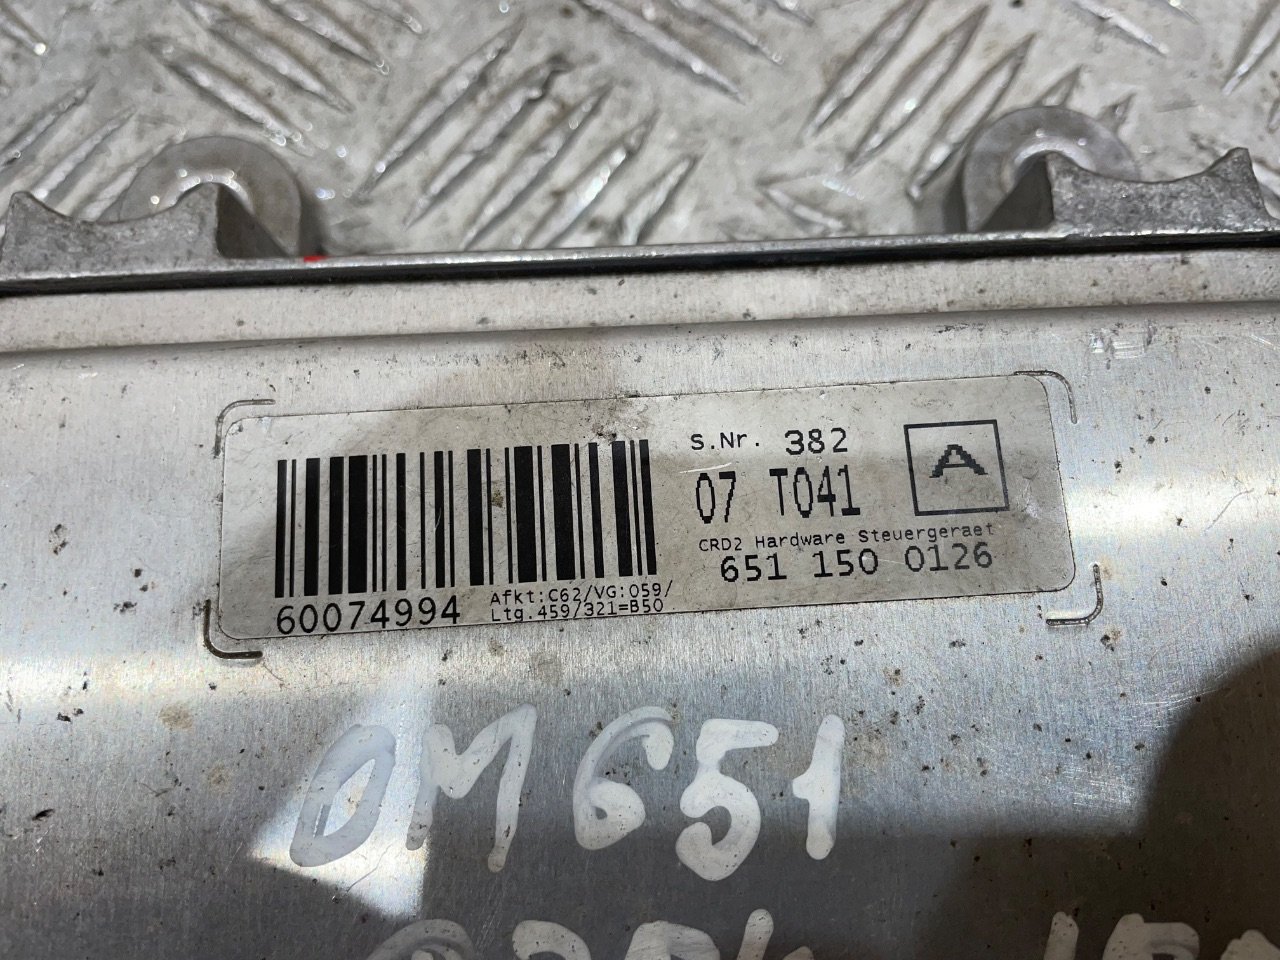 S.Nr. 382
07 T041
A
CRD2 Hardware Steuergeraet
651 150 0126
60074994
Afkt:C62/VG:059/
Ltg.459/321=B50
OM651